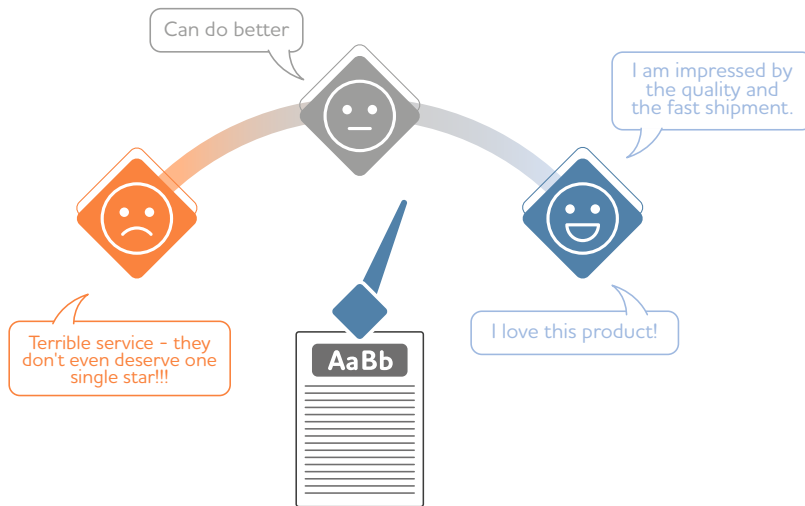 Can do better
I am impressed by
the quality and
the fast shipment.
Terrible service - they
don't even deserve one
single star!!!
I love this product!
AaBb